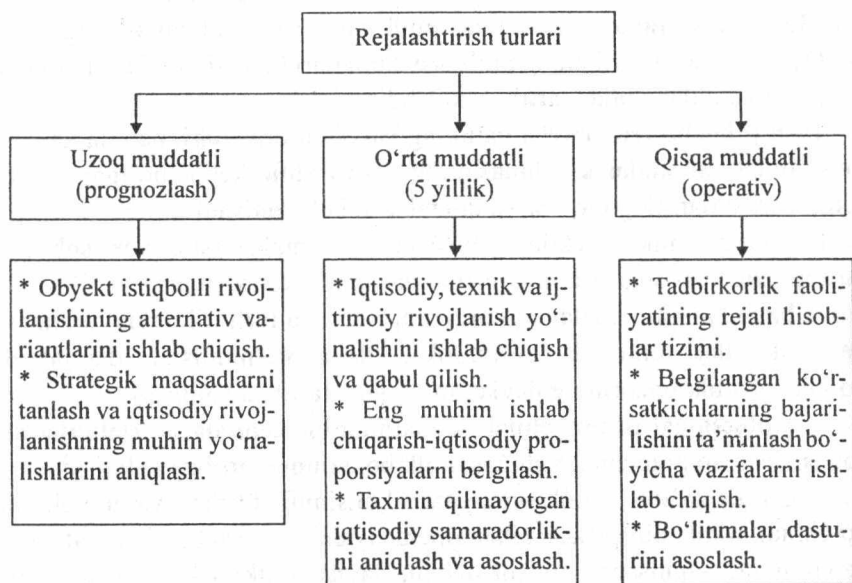 Rejalashtirish turlari
Uzoq muddatli
(prognozlash)
O‘rta muddatli
(5 yillik)
Qisqa muddatli
(operativ)
* Obyekt istiqbolli rivoj-
lanishining alternativ va-
riantlarini ishlab chiqish.
* Strategik maqsadlarni
tanlash va iqtisodiy rivoj-
lanishning muhim yo‘na-
lishlarini aniqlash.
* Iqtisodiy, texnik va ij-
timoiy rivojlanish yo‘-
nalishini ishlab chiqish
va qabul qilish.
* Eng muhim ishlab
chiqarish-iqtisodiy pro-
porsiyalarni belgilash.
* Taxmin qilinayotgan
iqtisodiy samaradorlik-
ni aniqlash va asoslash.
* Tadbirkorlik faoli-
yatining rejali hisob-
lar tizimi.
* Belgilangan ko‘r-
satkichlarning bajari-
lishini ta’minlash bo‘-
yicha vazifalarni ish-
lab chiqish.
* Bo‘linmalar dastu-
rini asoslash.